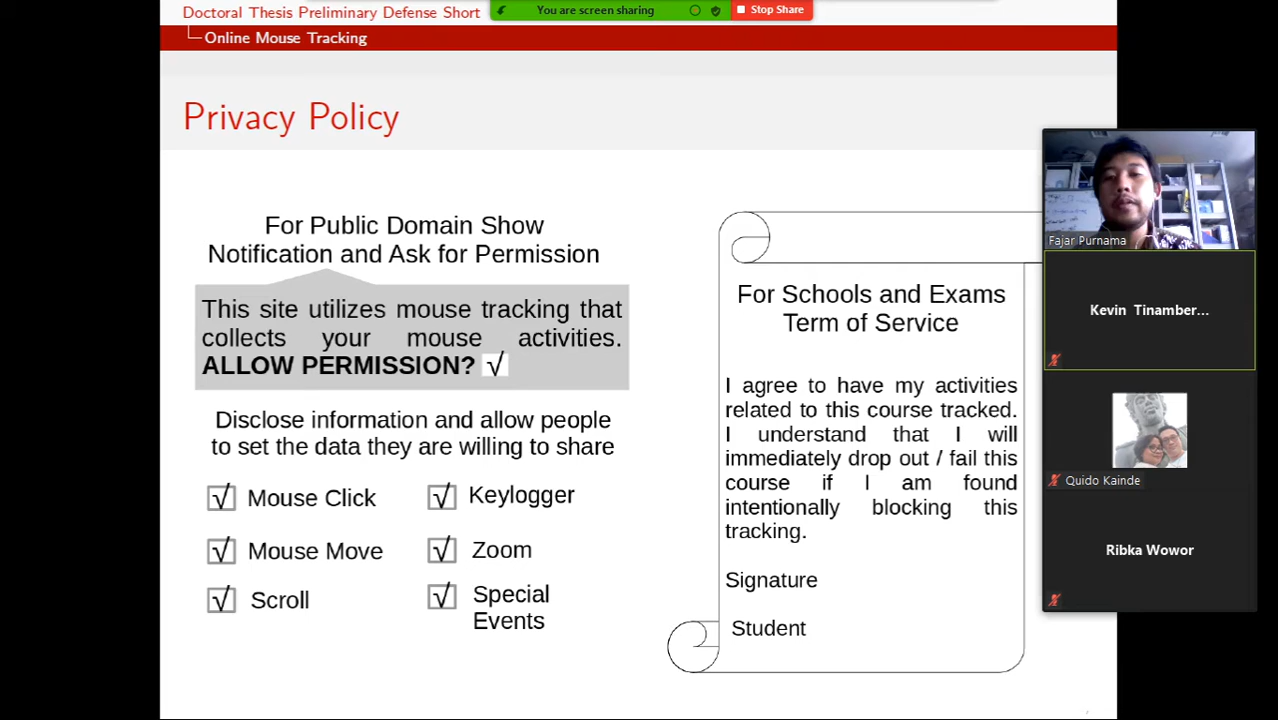 Doctoral Thesis Preliminary Defense Short
You are screen sharing
Stop Share
Online Mouse Tracking
Privacy Policy
For Public Domain Show
Notification and Ask for Permission
This site utilizes mouse tracking that
collects your mouse activities.
ALLOW PERMISSION? √
Disclose information and allow people
to set the data they are willing to share
√ Mouse Click
√ Keylogger
√ Mouse Move
√ Zoom
√ Scroll
√ Special
Events
For Schools and Exams
Term of Service
I agree to have my activities
related to this course tracked.
I understand that I will
immediately drop out / fail this
course if I am found
intentionally blocking this
tracking.
Signature
Student
Fajar Purnama
Kevin Tinamber...
Quido Kainde
Ribka Wowor